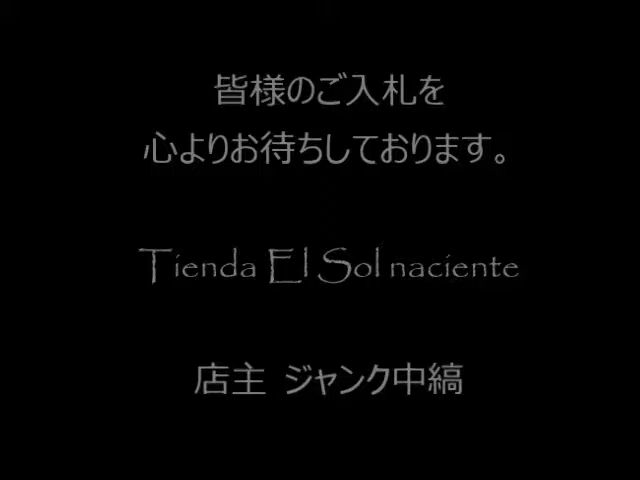 皆様のご入札を
心よりお待ちしております。
Tienda El Sol naciente
店主 ジャンク中縞